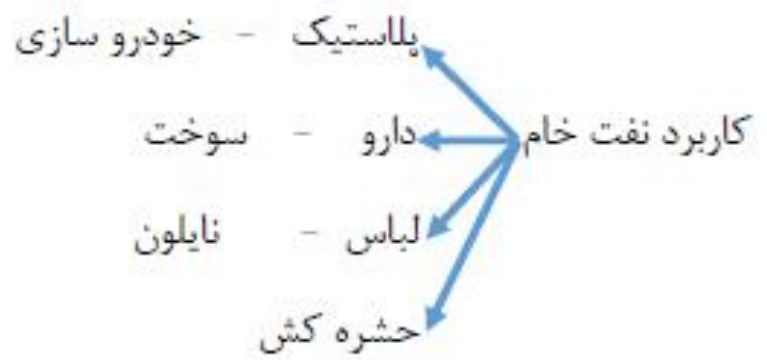 پلاستیک - خودرو سازی
کاربرد نفت خام دارو - سوخت
لباس - نایلون
حشره کش